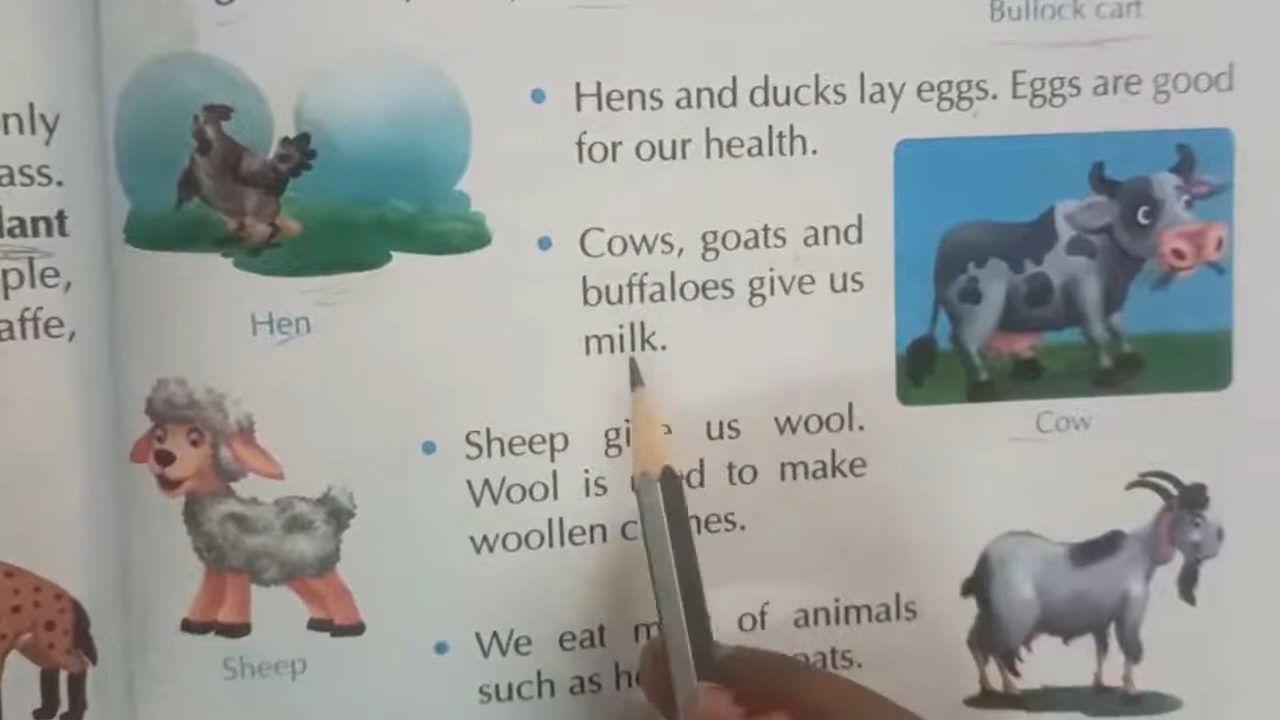 Bullock cart
nly
ass.
lant
ple,
affe,
Hen
Sheep
Hens and ducks lay eggs. Eggs are good
for our health.
Cows, goats and
buffaloes give us
milk.
Cow
Sheep us wool.
Wool is to make
woollen
We eat of animals
such as